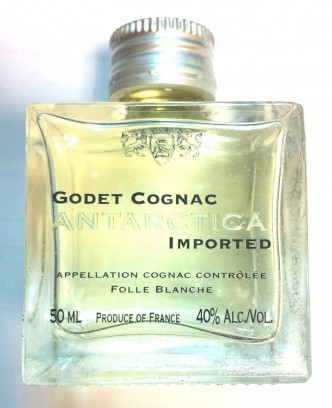 GODET COGNAC
ANTARCTICA
IMPORTED
APPELLATION COGNAC CONTRÔLÉE
FOLLE BLANCHE
50 ML PRODUCE OF FRANCE 40% ALC./VOL.